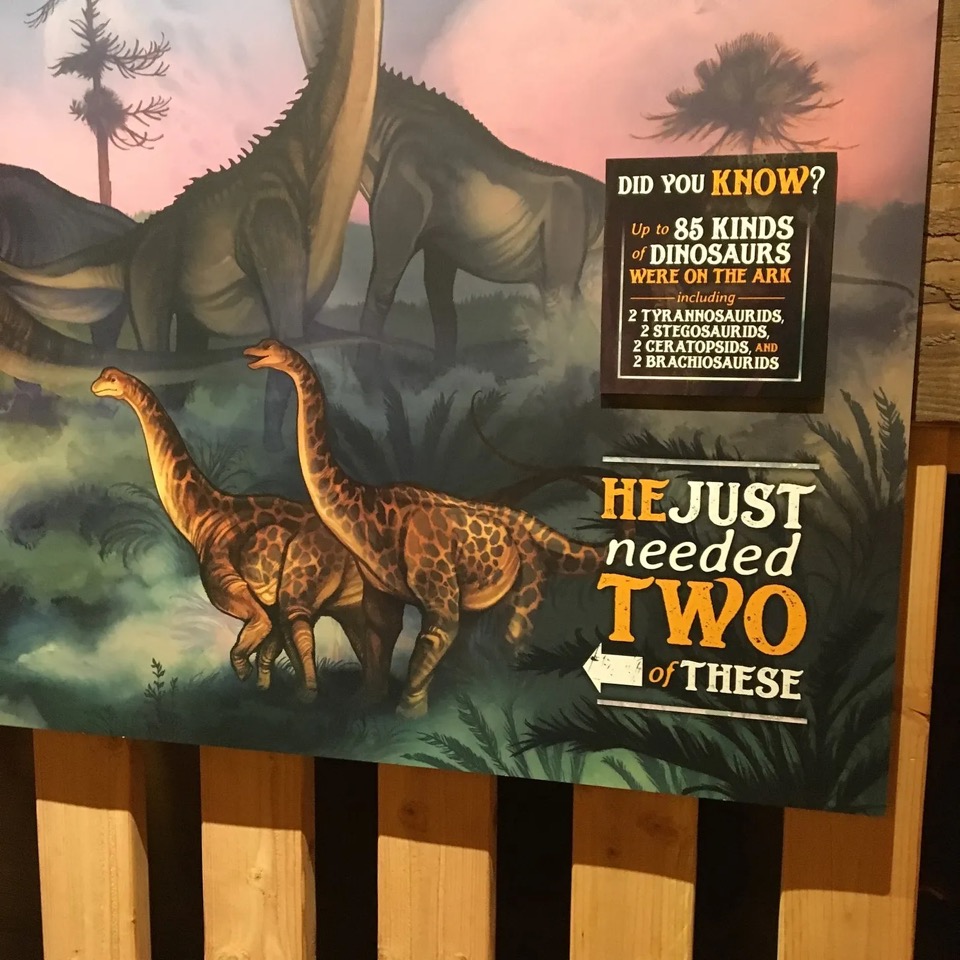 DID YOU KNOW?
Up to 85 KINDS
of DINOSAURS
WERE ON THE ARK
including
2 TYRANNOSAURIDS,
2 STEGOSAURIDS,
2 CERATOPSIDS, AND
2 BRACHIOSAURIDS
HE JUST
needed
TWO
of THESE